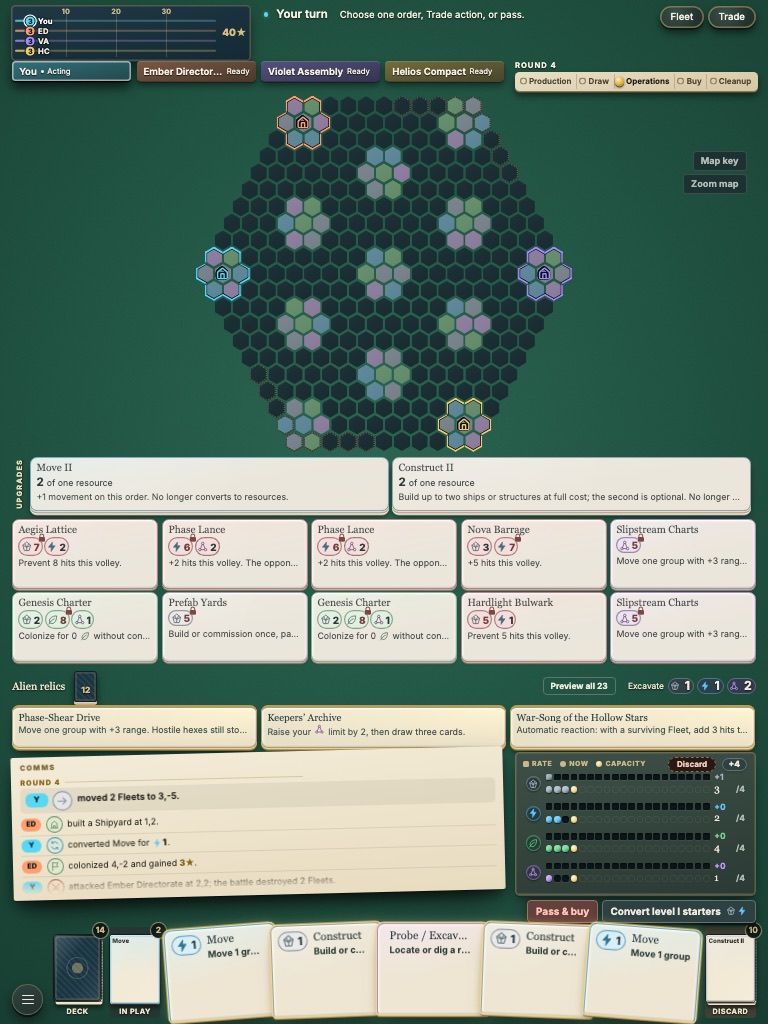 10 20 30
3 You
3 ED
3 VA
3 HC
40★
Your turn Choose one order, Trade action, or pass.
Fleet Trade
You • Acting
Ember Director... Ready
Violet Assembly Ready
Helios Compact Ready
ROUND 4
Production Draw Operations Buy Cleanup
Map key
Zoom map
UPGRADES
Move II
2 of one resource
+1 movement on this order. No longer converts to resources.
Construct II
2 of one resource
Build up to two ships or structures at full cost; the second is optional. No longer ...
Aegis Lattice
7 2
Prevent 8 hits this volley.
Phase Lance
6 2
+2 hits this volley. The oppon...
Phase Lance
6 2
+2 hits this volley. The oppon...
Nova Barrage
3 7
+5 hits this volley.
Slipstream Charts
5
Move one group with +3 rang...
Genesis Charter
2 8 1
Colonize for 0 without con...
Prefab Yards
5
Build or commission once, pa...
Genesis Charter
2 8 1
Colonize for 0 without con...
Hardlight Bulwark
5 1
Prevent 5 hits this volley.
Slipstream Charts
5
Move one group with +3 rang...
Alien relics 12
Preview all 23
Excavate 1 1 2
Phase-Shear Drive
Move one group with +3 range. Hostile hexes still sto...
Keepers' Archive
Raise your limit by 2, then draw three cards.
War-Song of the Hollow Stars
Automatic reaction: with a surviving Fleet, add 3 hits t...
COMMS
ROUND 4
Y moved 2 Fleets to 3,-5.
ED built a Shipyard at 1,2.
Y converted Move for 1.
ED colonized 4,-2 and gained 3★.
Y attacked Ember Directorate at 2,2; the battle destroyed 2 Fleets.
RATE NOW CAPACITY Discard +4
+1
3 /4
+0
2 /4
+0
4 /4
+0
1 /4
Pass & buy
Convert level I starters
14
DECK
2
Move
IN PLAY
1 Move
Move 1 gr...
1 Construct
Build or c...
Probe / Excav...
Locate or dig a r...
1 Construct
Build or c...
1 Move
Move 1 group
10
Construct II
DISCARD